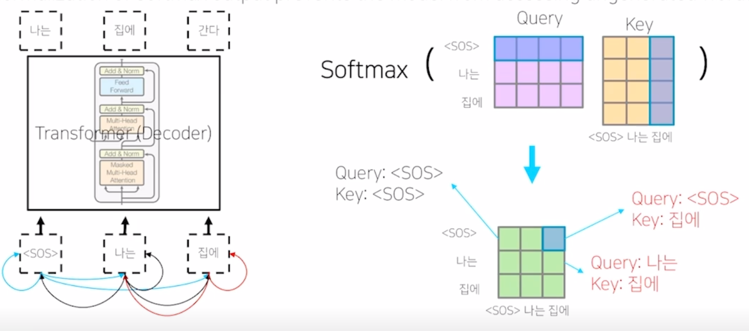 나는 집에 간다
Add & Norm
Feed
Forward
Add & Norm
Multi-Head
Attention
Transformer (Decoder)
Add & Norm
Masked
Multi-Head
Attention
<SOS> 나는 집에
Query
Key
Softmax ( )
<SOS>
나는
집에
<SOS> 나는 집에
Query: <SOS>
Key: <SOS>
Query: <SOS>
Key: 집에
Query: 나는
Key: 집에
<SOS>
나는
집에
<SOS> 나는 집에